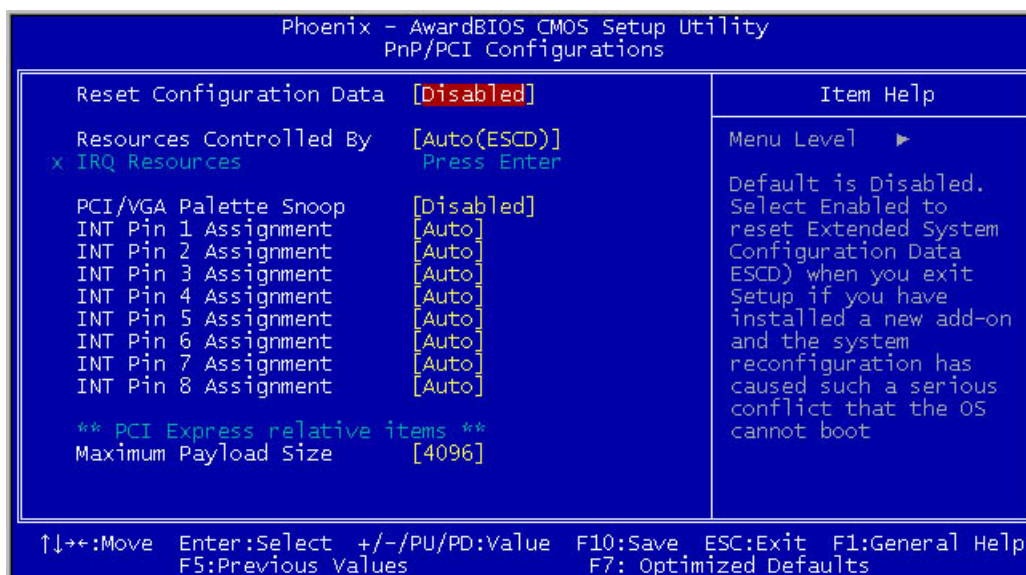 Phoenix – AwardBIOS CMOS Setup Utility
PnP/PCI Configurations
Reset Configuration Data [Disabled]
Resources Controlled By [Auto(ESCD)]
x IRQ Resources Press Enter
PCI/VGA Palette Snoop [Disabled]
INT Pin 1 Assignment [Auto]
INT Pin 2 Assignment [Auto]
INT Pin 3 Assignment [Auto]
INT Pin 4 Assignment [Auto]
INT Pin 5 Assignment [Auto]
INT Pin 6 Assignment [Auto]
INT Pin 7 Assignment [Auto]
INT Pin 8 Assignment [Auto]
** PCI Express relative items **
Maximum Payload Size [4096]
Item Help
Menu Level ►
Default is Disabled.
Select Enabled to
reset Extended System
Configuration Data
ESCD) when you exit
Setup if you have
installed a new add-on
and the system
reconfiguration has
caused such a serious
conflict that the OS
cannot boot
↑↓→←:Move Enter:Select +/-/PU/PD:Value F10:Save ESC:Exit F1:General Help
F5:Previous Values F7: Optimized Defaults